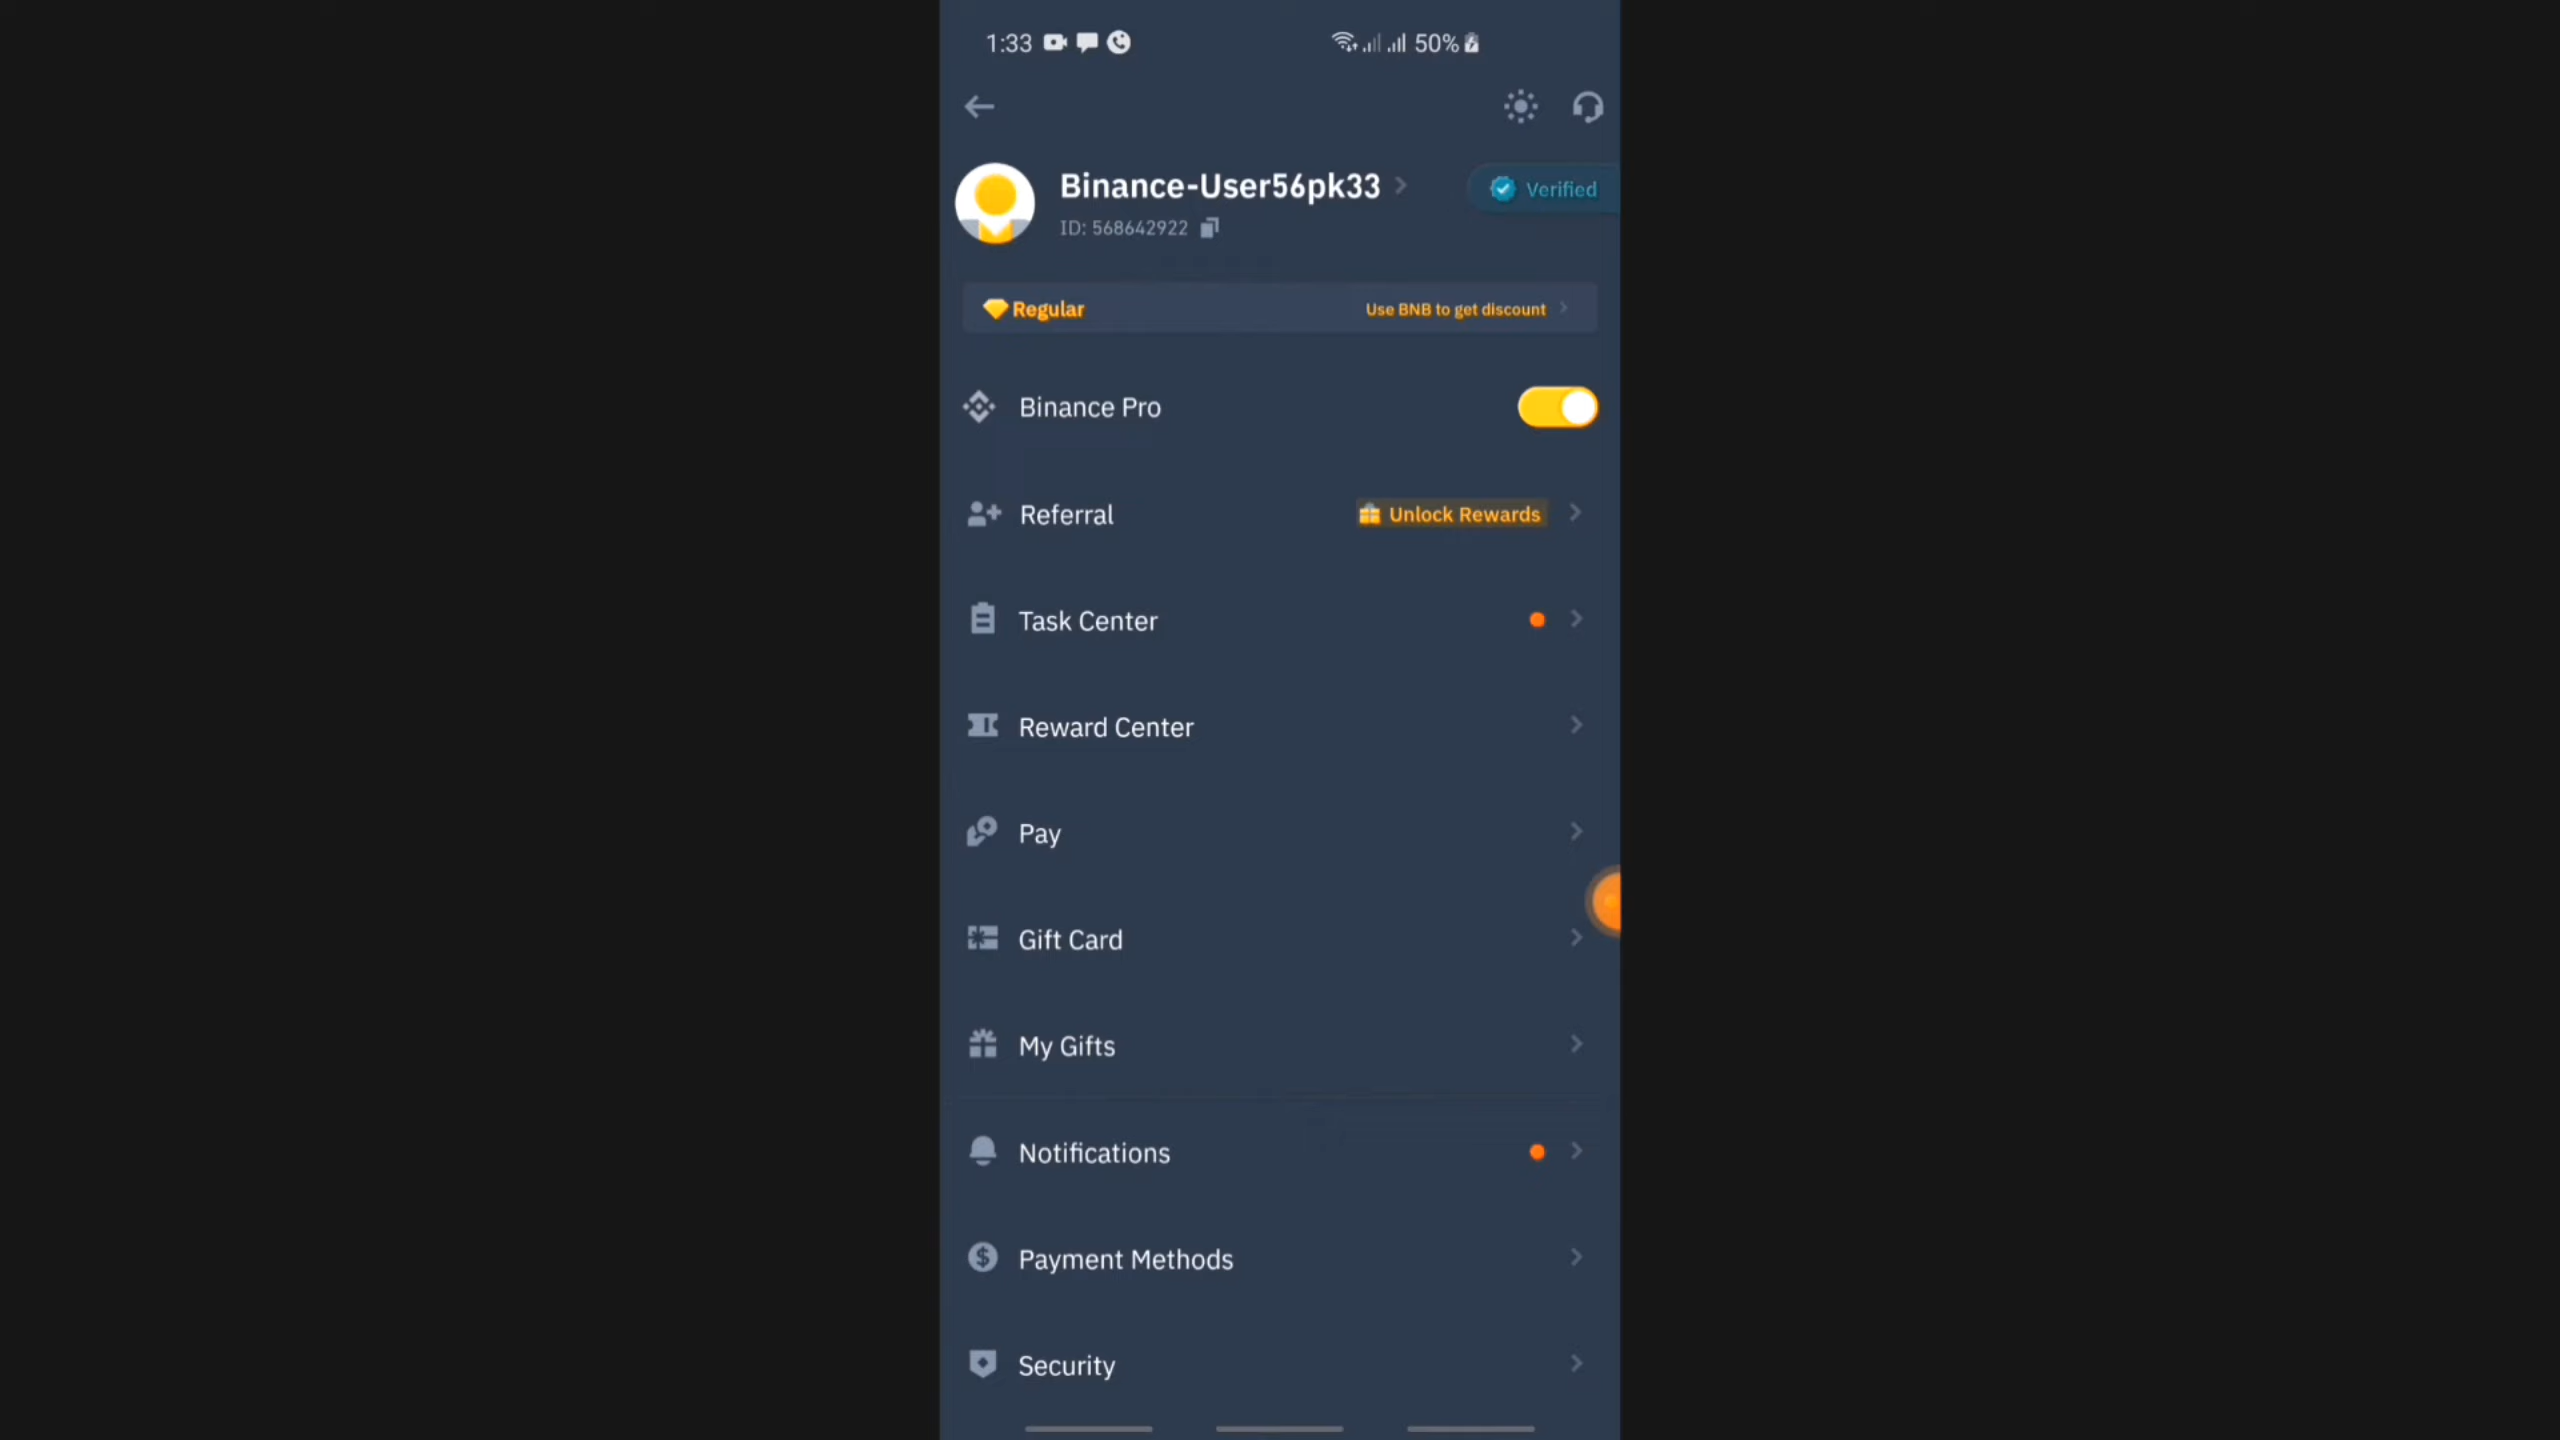 1:33 50%
Binance-User56pk33 Verified
ID: 568642922
Regular Use BNB to get discount
Binance Pro
Referral Unlock Rewards
Task Center
Reward Center
Pay
Gift Card
My Gifts
Notifications
Payment Methods
Security